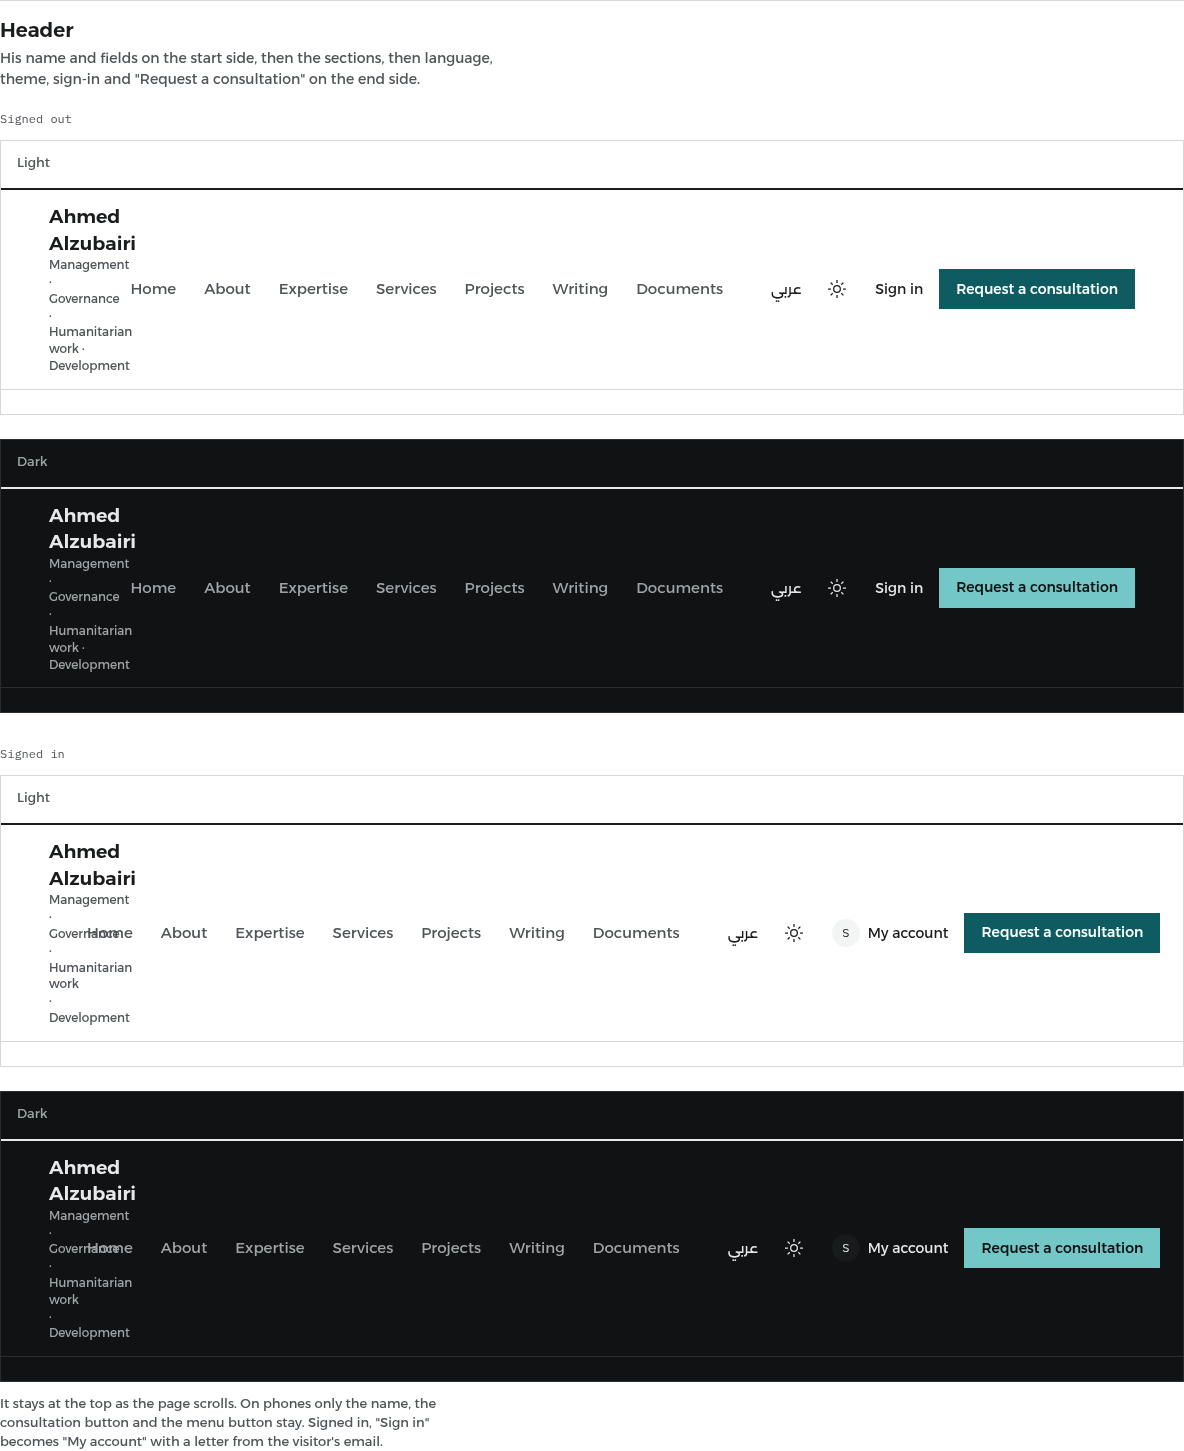 Header
His name and fields on the start side, then the sections, then language,
theme, sign-in and "Request a consultation" on the end side.
Signed out
Light
Ahmed
Alzubairi
Management
·
Governance
·
Humanitarian
work ·
Development
Home About Expertise Services Projects Writing Documents عربي Sign in Request a consultation
Dark
Ahmed
Alzubairi
Management
·
Governance
·
Humanitarian
work ·
Development
Home About Expertise Services Projects Writing Documents عربي Sign in Request a consultation
Signed in
Light
Ahmed
Alzubairi
Management
·
Governance
·
Humanitarian
work
·
Development
Home About Expertise Services Projects Writing Documents عربي S My account Request a consultation
Dark
Ahmed
Alzubairi
Management
·
Governance
·
Humanitarian
work
·
Development
Home About Expertise Services Projects Writing Documents عربي S My account Request a consultation
It stays at the top as the page scrolls. On phones only the name, the
consultation button and the menu button stay. Signed in, "Sign in"
becomes "My account" with a letter from the visitor's email.